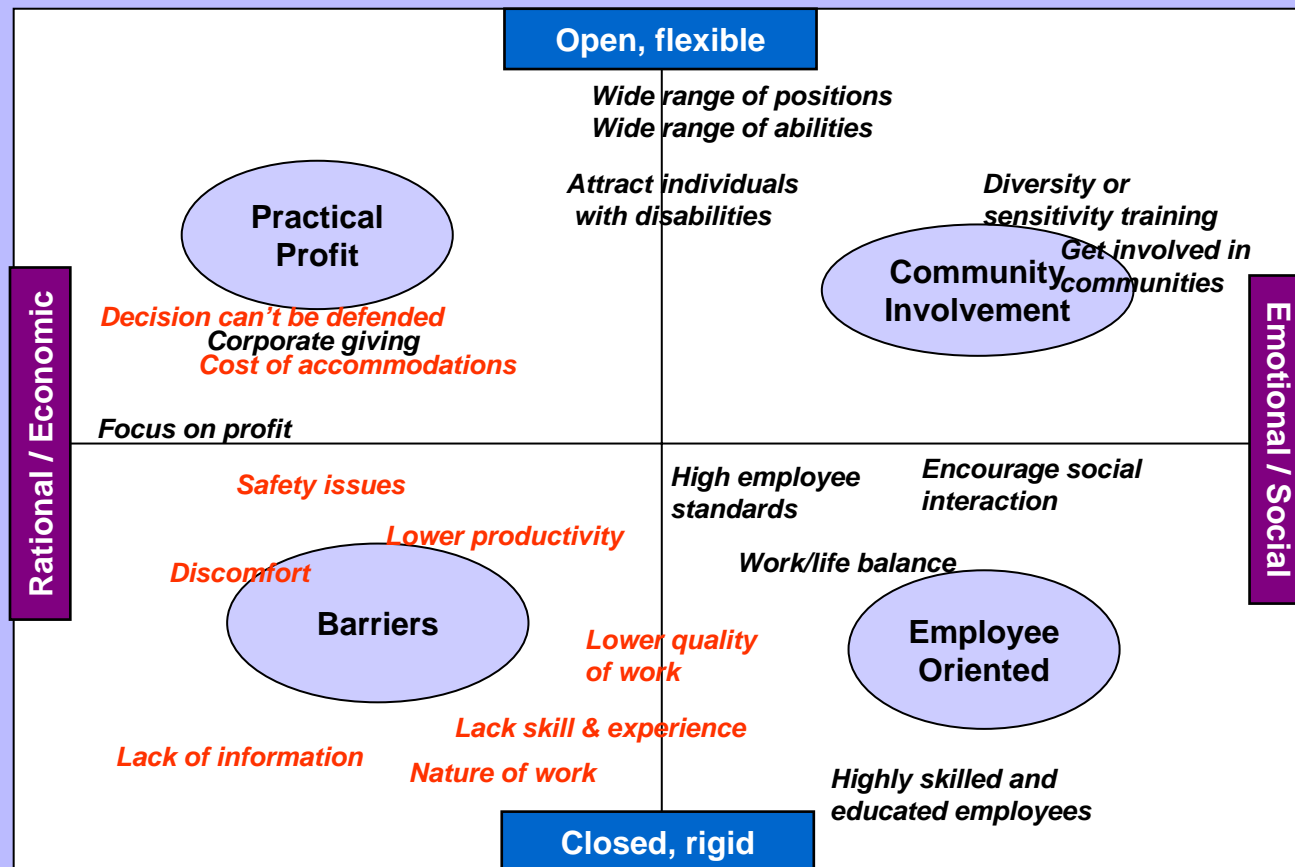 Open, flexible
Wide range of positions
Wide range of abilities
Attract individuals
with disabilities
Diversity or
sensitivity training
Get involved in
communities
Practical
Profit
Community
Involvement
Decision can't be defended
Corporate giving
Cost of accommodations
Rational / Economic
Emotional / Social
Focus on profit
Safety issues
High employee
standards
Encourage social
interaction
Lower productivity
Discomfort
Work/life balance
Barriers
Employee
Oriented
Lower quality
of work
Lack skill & experience
Lack of information
Nature of work
Highly skilled and
educated employees
Closed, rigid